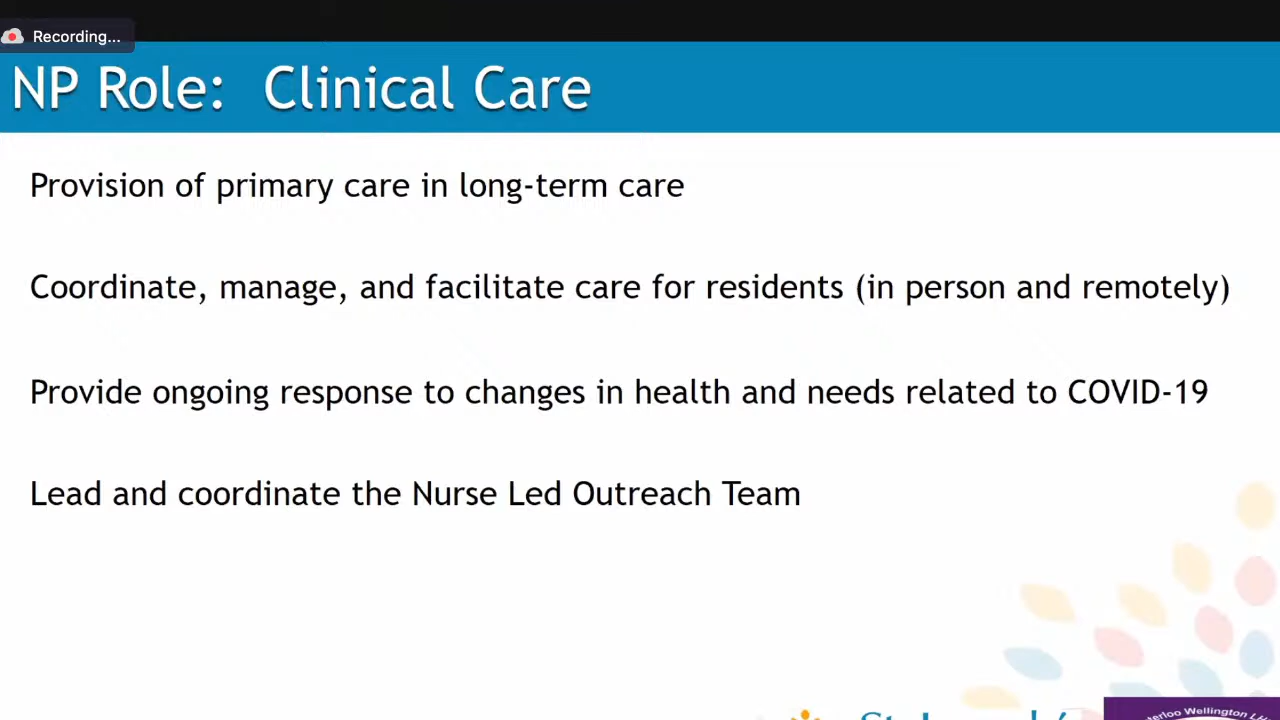 Recording...
NP Role: Clinical Care
Provision of primary care in long-term care
Coordinate, manage, and facilitate care for residents (in person and remotely)
Provide ongoing response to changes in health and needs related to COVID-19
Lead and coordinate the Nurse Led Outreach Team
Wellington